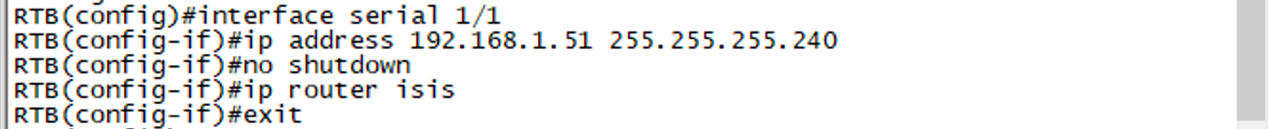 RTB(config)#interface serial 1/1
RTB(config-if)#ip address 192.168.1.51 255.255.255.240
RTB(config-if)#no shutdown
RTB(config-if)#ip router isis
RTB(config-if)#exit